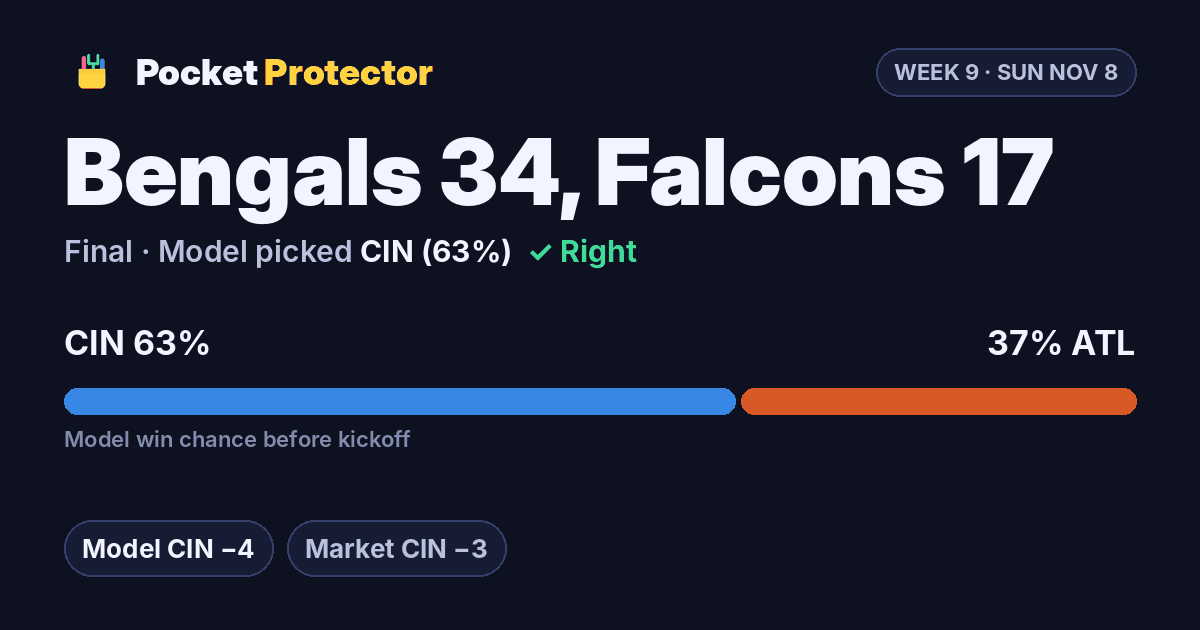 Pocket Protector
WEEK 9 · SUN NOV 8
Bengals 34, Falcons 17
Final · Model picked CIN (63%) ✓ Right
CIN 63%
37% ATL
Model win chance before kickoff
Model CIN −4
Market CIN −3